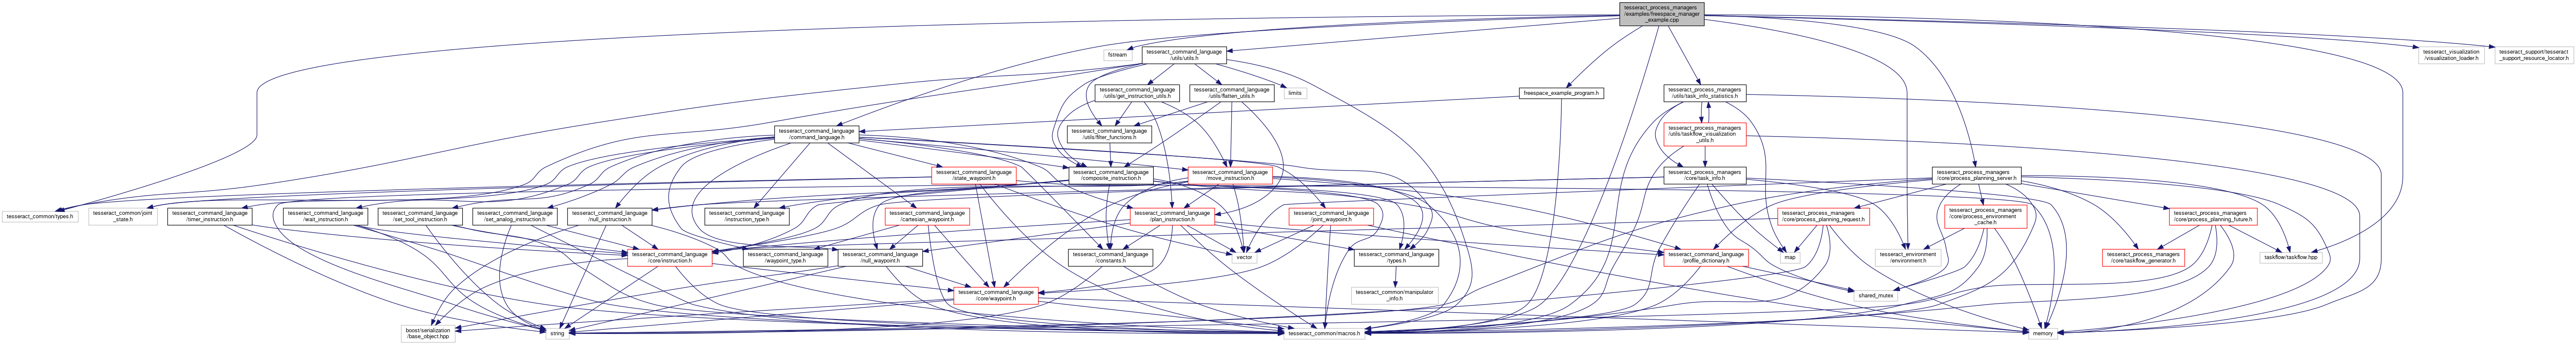 tesseract_process_managers
/examples/freespace_manager
_example.cpp
fstream
tesseract_command_language
/utils/utils.h
tesseract_visualization
/visualization_loader.h
tesseract_support/tesseract
_support_resource_locator.h
tesseract_command_language
/utils/get_instruction_utils.h
tesseract_command_language
/utils/flatten_utils.h
limits
freespace_example_program.h
tesseract_process_managers
/utils/task_info_statistics.h
tesseract_command_language
/command_language.h
tesseract_command_language
/utils/filter_functions.h
tesseract_process_managers
/utils/taskflow_visualization
_utils.h
tesseract_command_language
/state_waypoint.h
tesseract_command_language
/composite_instruction.h
tesseract_command_language
/move_instruction.h
tesseract_process_managers
/core/task_info.h
tesseract_process_managers
/core/process_planning_server.h
tesseract_common/types.h
tesseract_common/joint
_state.h
tesseract_command_language
/timer_instruction.h
tesseract_command_language
/wait_instruction.h
tesseract_command_language
/set_tool_instruction.h
tesseract_command_language
/set_analog_instruction.h
tesseract_command_language
/null_instruction.h
tesseract_command_language
/instruction_type.h
tesseract_command_language
/cartesian_waypoint.h
tesseract_command_language
/plan_instruction.h
tesseract_command_language
/joint_waypoint.h
tesseract_process_managers
/core/process_planning_request.h
tesseract_process_managers
/core/process_environment
_cache.h
tesseract_process_managers
/core/process_planning_future.h
tesseract_command_language
/core/instruction.h
tesseract_command_language
/waypoint_type.h
tesseract_command_language
/null_waypoint.h
tesseract_command_language
/constants.h
vector
tesseract_command_language
/types.h
tesseract_command_language
/profile_dictionary.h
map
tesseract_environment
/environment.h
tesseract_process_managers
/core/taskflow_generator.h
taskflow/taskflow.hpp
tesseract_command_language
/core/waypoint.h
tesseract_common/manipulator
_info.h
shared_mutex
boost/serialization
/base_object.hpp
string
tesseract_common/macros.h
memory